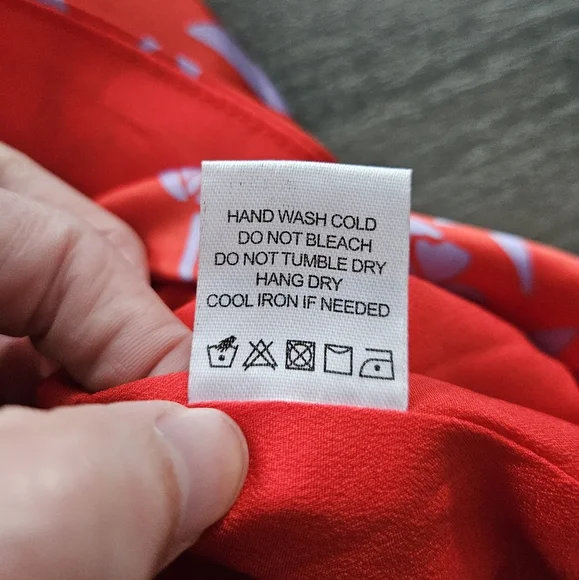 HAND WASH COLD
DO NOT BLEACH
DO NOT TUMBLE DRY
HANG DRY
COOL IRON IF NEEDED